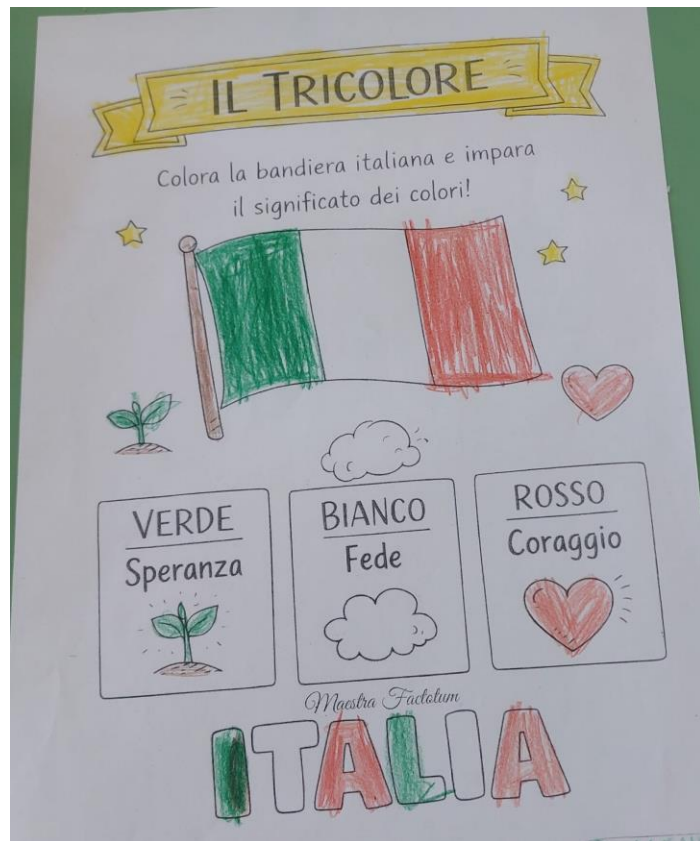 IL TRICOLORE
Colora la bandiera italiana e impara
il significato dei colori!
VERDE
Speranza
BIANCO
Fede
ROSSO
Coraggio
Maestra Factotum
ITALIA